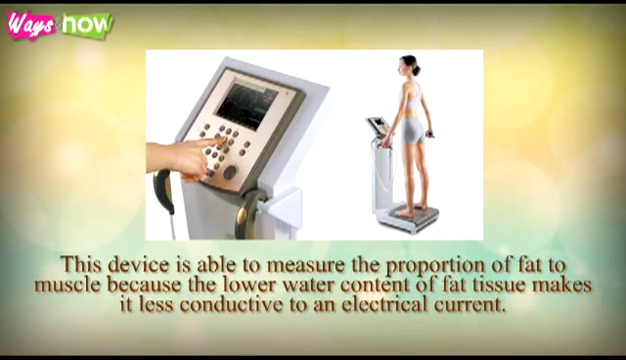 Ways&now
This device is able to measure the proportion of fat to
muscle because the lower water content of fat tissue makes
it less conductive to an electrical current.